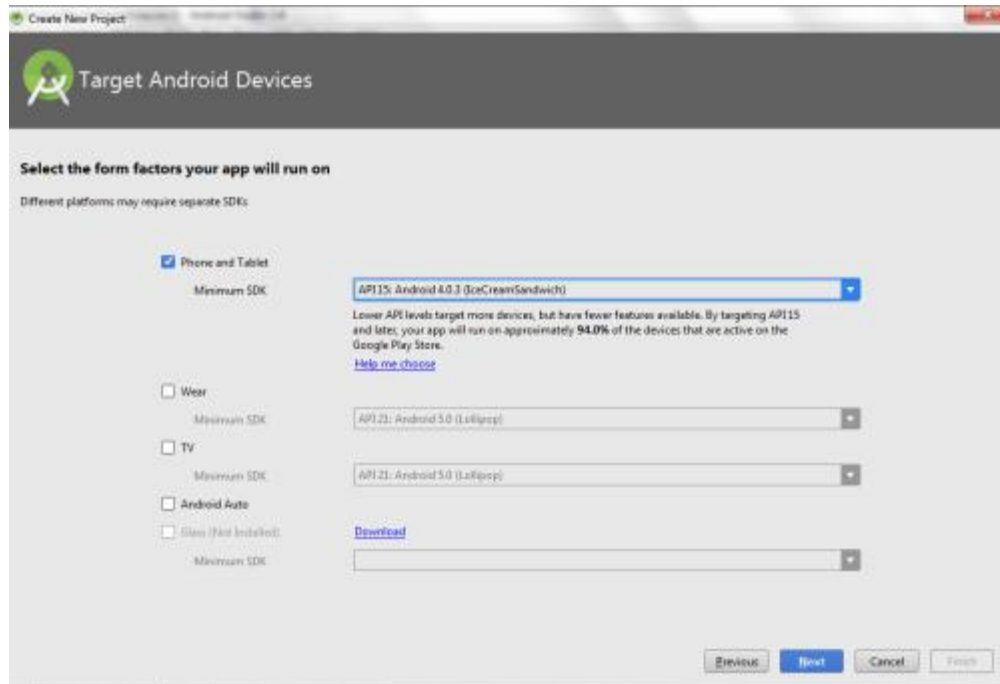 Create New Project
Target Android Devices
Select the form factors your app will run on
Different platforms may require separate SDKs
Phone and Tablet
Minimum SDK
API 15: Android 4.0.3 (IceCreamSandwich)
Lower API levels target more devices, but have fewer features available. By targeting API 15
and later, your app will run on approximately 94.0% of the devices that are active on the
Google Play Store.
Help me choose
Wear
Minimum SDK
API 21: Android 5.0 (Lollipop)
TV
Minimum SDK
API 21: Android 5.0 (Lollipop)
Android Auto
Glass (Not Installed)
Download
Minimum SDK
Previous
Next
Cancel
Finish